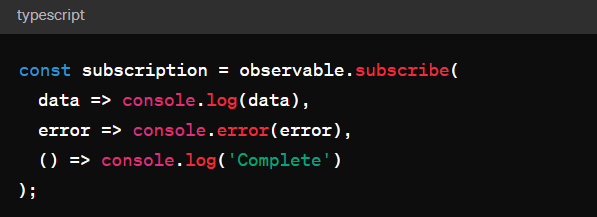 typescript
const subscription = observable.subscribe(
  data => console.log(data),
  error => console.error(error),
  () => console.log('Complete')
);